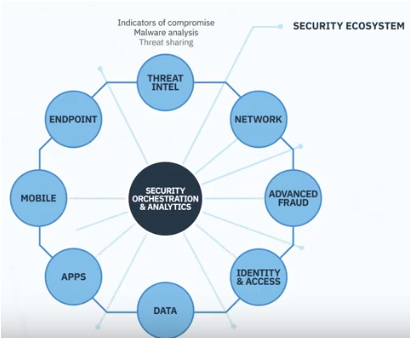 Indicators of compromise
Malware analysis
Threat sharing
SECURITY ECOSYSTEM
THREAT
INTEL
ENDPOINT
NETWORK
MOBILE
SECURITY
ORCHESTRATION
& ANALYTICS
ADVANCED
FRAUD
APPS
IDENTITY
& ACCESS
DATA